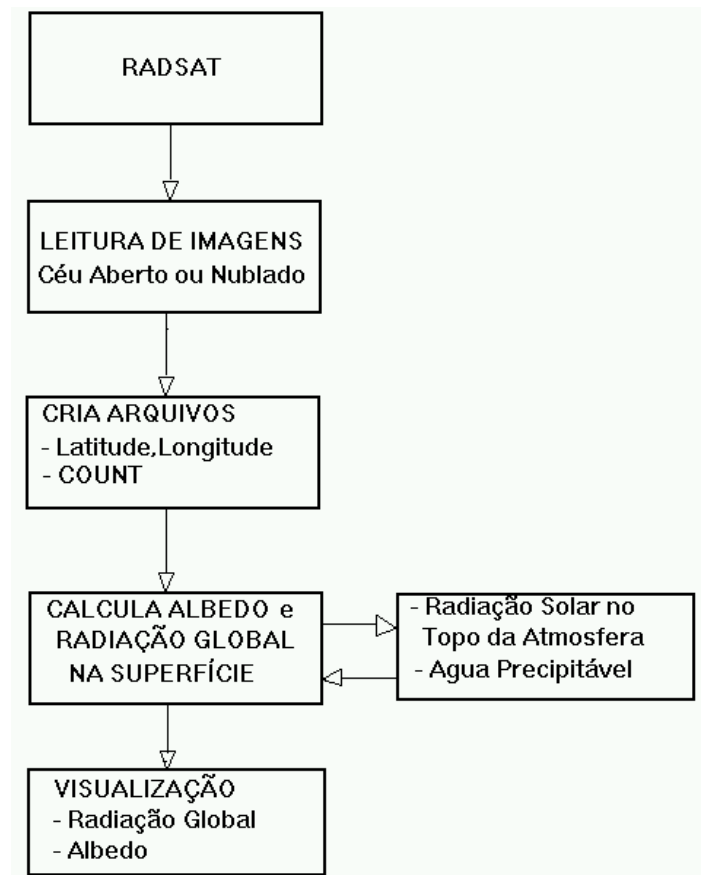 RADSAT
LEITURA DE IMAGENS
Céu Aberto ou Nublado
CRIA ARQUIVOS
- Latitude,Longitude
- COUNT
CALCULA ALBEDO e
RADIAÇÃO GLOBAL
NA SUPERFÍCIE
- Radiação Solar no
Topo da Atmosfera
- Agua Precipitável
VISUALIZAÇÃO
- Radiação Global
- Albedo